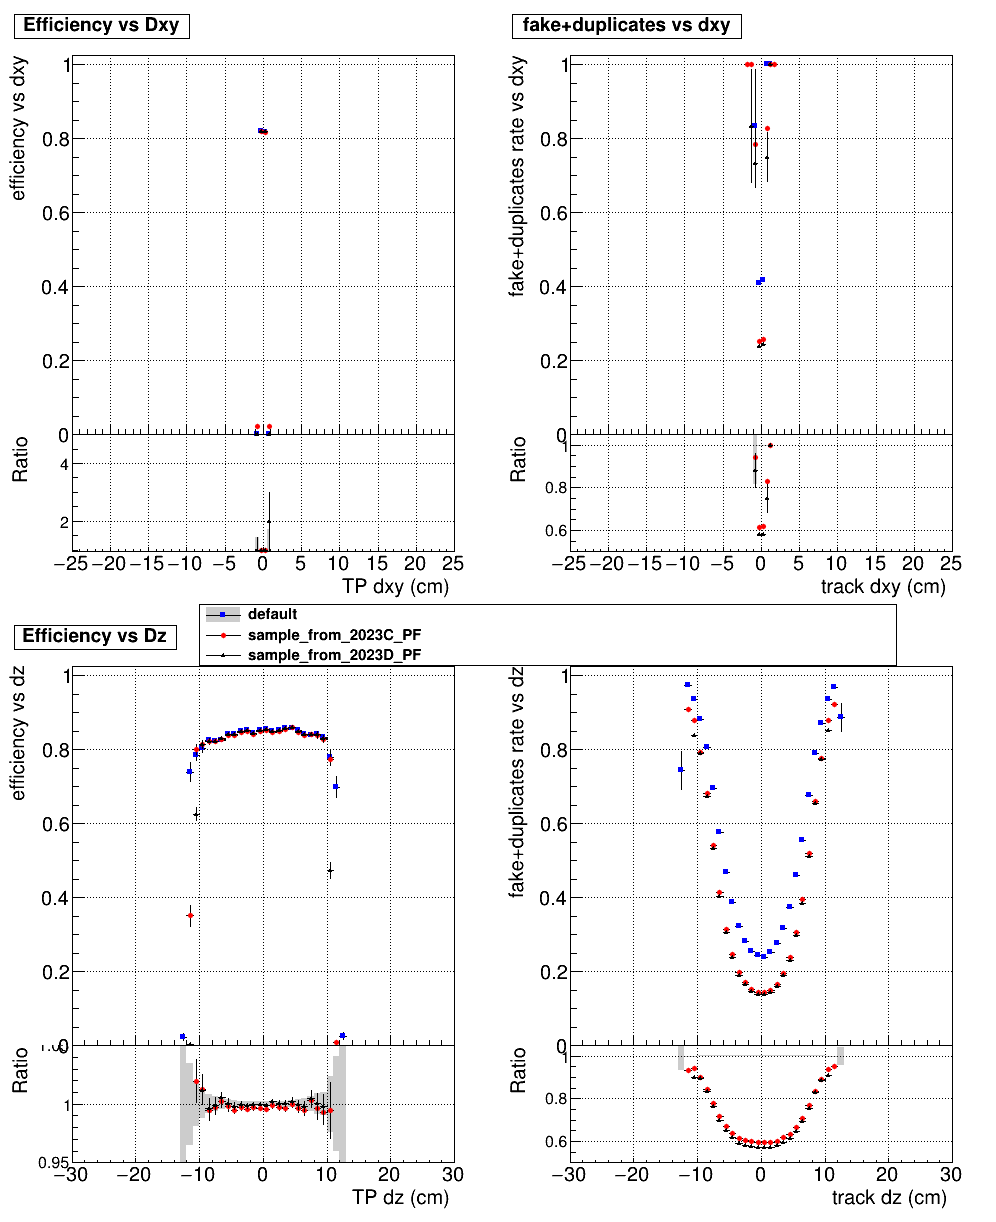 Efficiency vs Dxy
fake+duplicates vs dxy
efficiency vs dxy
1
0.8
0.6
0.4
0.2
0
Ratio
4
2
−25 −20 −15 −10 −5 0 5 10 15 20 25
TP dxy (cm)
fake+duplicates rate vs dxy
1
0.8
0.6
0.4
0.2
0
Ratio
1
0.8
0.6
−25 −20 −15 −10 −5 0 5 10 15 20 25
track dxy (cm)
default
sample_from_2023C_PF
sample_from_2023D_PF
Efficiency vs Dz
efficiency vs dz
1
0.8
0.6
0.4
0.2
0
Ratio
1
0.95
−30 −20 −10 0 10 20 30
TP dz (cm)
fake+duplicates rate vs dz
1
0.8
0.6
0.4
0.2
0
Ratio
1
0.8
0.6
−30 −20 −10 0 10 20 30
track dz (cm)